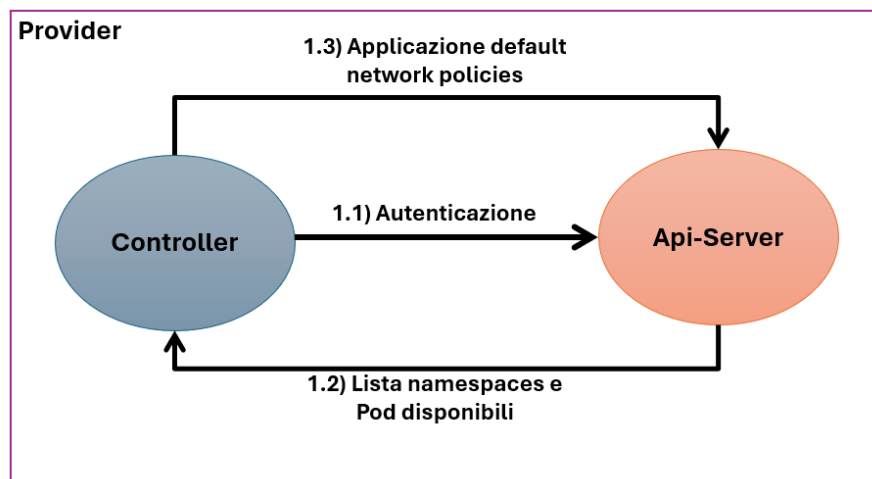 Provider
1.3) Applicazione default
network policies
1.1) Autenticazione
Controller
Api-Server
1.2) Lista namespaces e
Pod disponibili